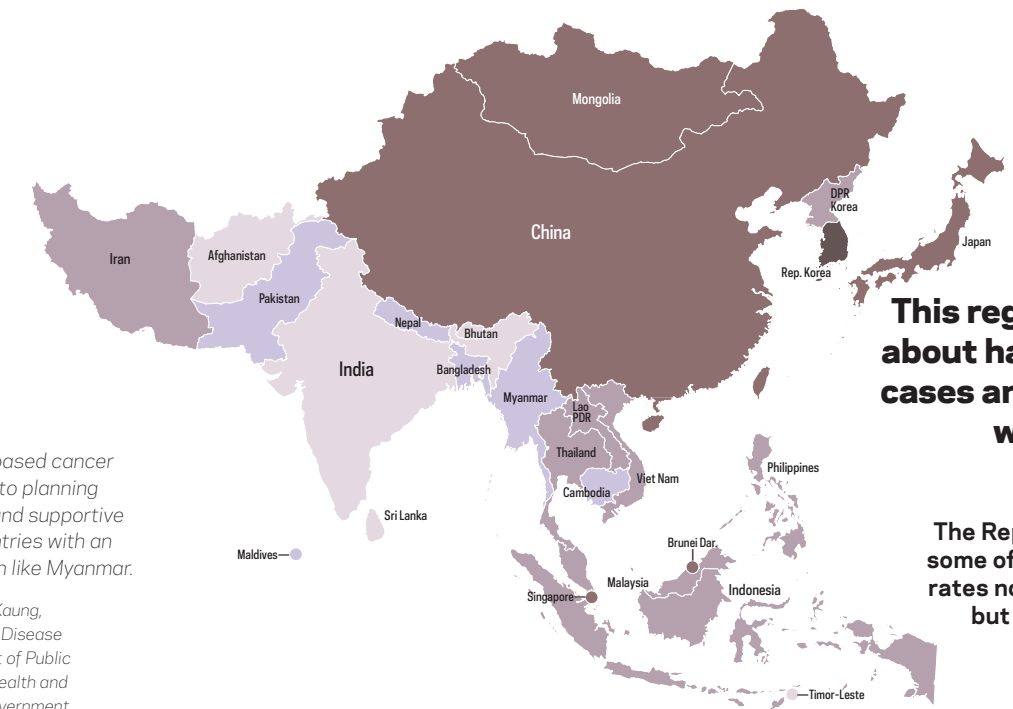 Mongolia
DPR
Korea
China
Japan
Iran
Afghanistan
Rep. Korea
Pakistan
Nepal
Bhutan
India
Bangladesh
Myanmar
Lao
PDR
Thailand
Viet Nam
Cambodia
Philippines
Sri Lanka
Maldives
Brunei Dar.
Malaysia
Indonesia
Singapore
Timor-Leste
This reg
about ha
cases ar
w
The Rep
some of
rates no
but
ased cancer
to planning
nd supportive
tries with an
n like Myanmar.
Kaung,
Disease
t of Public
ealth and
vernment